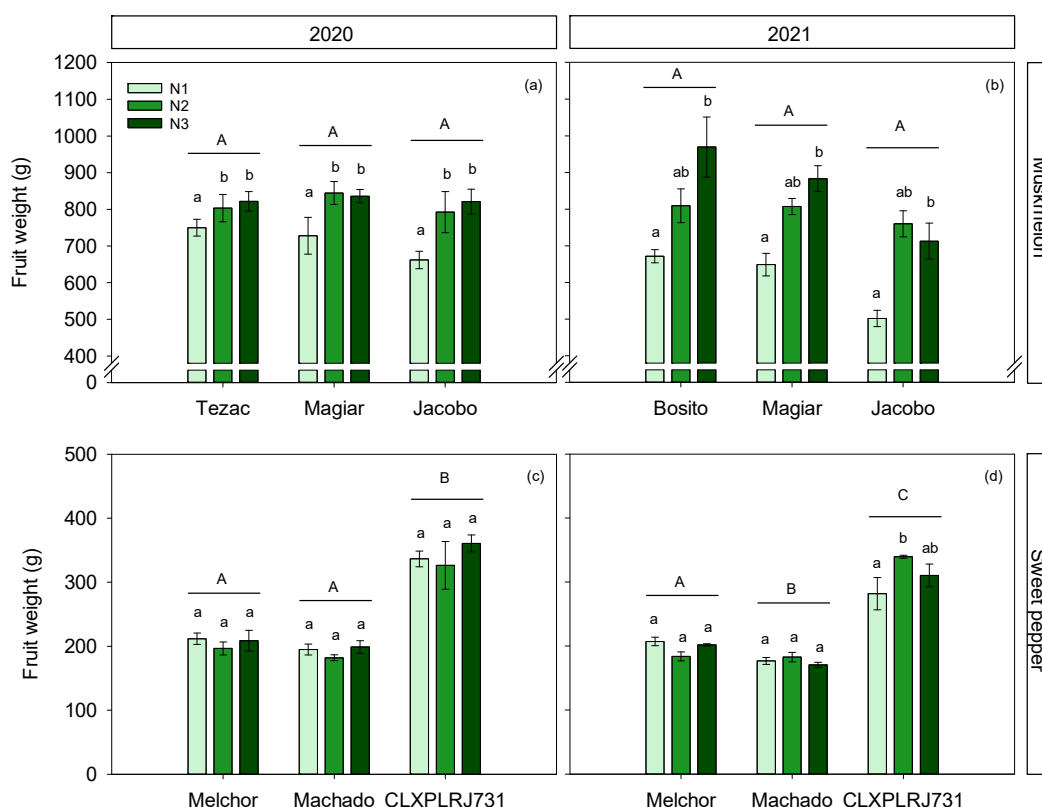 2020
2021
Fruit weight (g)
1200
1100
1000
900
800
700
600
500
400
0
N1
N2
N3
(a)
A
A
A
a
b
b
a
b
b
a
b
b
Tezac
Magiar
Jacobo
(b)
A
A
A
a
ab
b
a
ab
b
a
ab
b
Bosito
Magiar
Jacobo
Muskmelon
Fruit weight (g)
500
400
300
200
100
0
(c)
A
A
B
a
a
a
a
a
a
a
a
a
Melchor
Machado
CLXPLRJ731
(d)
A
B
C
a
a
a
a
a
a
a
b
ab
Melchor
Machado
CLXPLRJ731
Sweet pepper